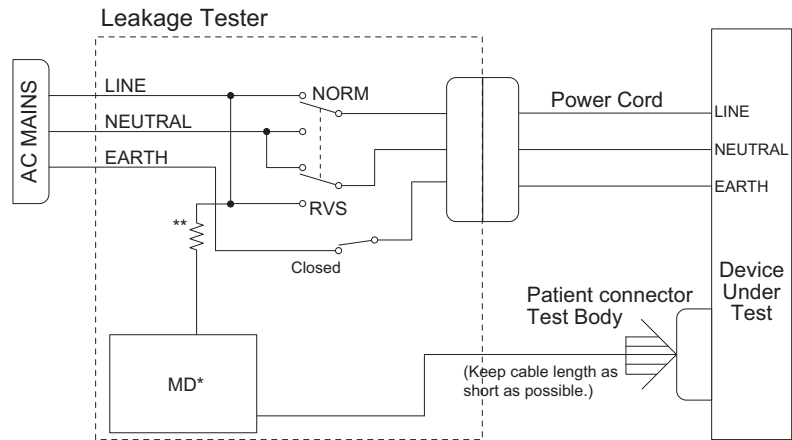 Leakage Tester
AC MAINS
LINE
NEUTRAL
EARTH
NORM
RVS
**
Closed
MD*
Power Cord
LINE
NEUTRAL
EARTH
Device
Under
Test
Patient connector
Test Body
(Keep cable length as
short as possible.)